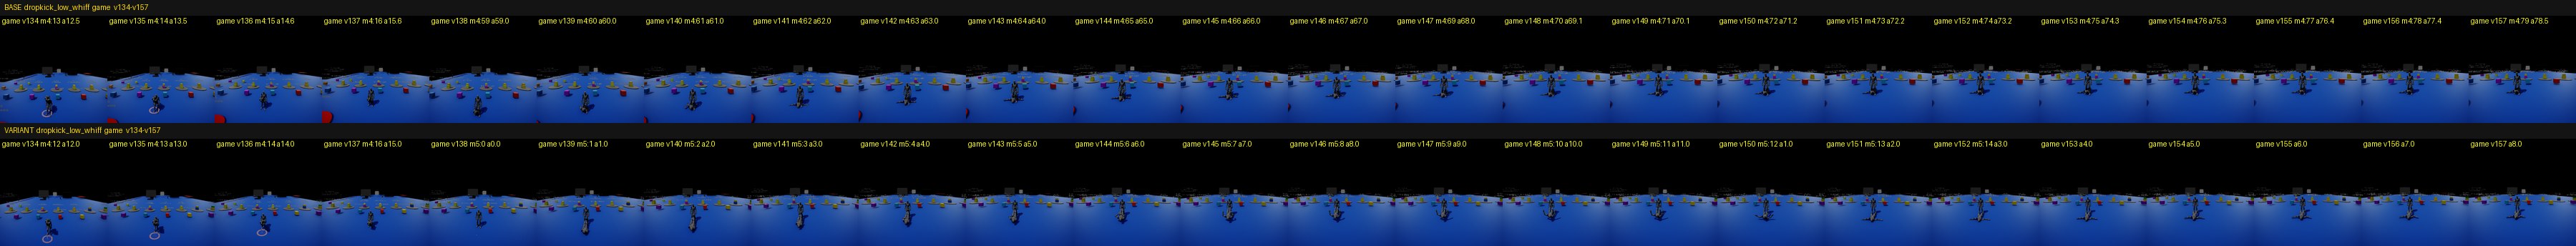 BASE dropkick_low_whiff game v134-v157
game v134 m4:13 a12.5 game v135 m4:14 a13.5 game v136 m4:15 a14.6 game v137 m4:16 a15.6 game v138 m4:59 a59.0 game v139 m4:60 a60.0 game v140 m4:61 a61.0 game v141 m4:62 a62.0 game v142 m4:63 a63.0 game v143 m4:64 a64.0 game v144 m4:65 a65.0 game v145 m4:66 a66.0 game v146 m4:67 a67.0 game v147 m4:69 a68.0 game v148 m4:70 a69.1 game v149 m4:71 a70.1 game v150 m4:72 a71.2 game v151 m4:73 a72.2 game v152 m4:74 a73.2 game v153 m4:75 a74.3 game v154 m4:76 a75.3 game v155 m4:77 a76.4 game v156 m4:78 a77.4 game v157 m4:79 a78.5
VARIANT dropkick_low_whiff game v134-v157
game v134 m4:12 a12.0 game v135 m4:13 a13.0 game v136 m4:14 a14.0 game v137 m4:16 a15.0 game v138 m5:0 a0.0 game v139 m5:1 a1.0 game v140 m5:2 a2.0 game v141 m5:3 a3.0 game v142 m5:4 a4.0 game v143 m5:5 a5.0 game v144 m5:6 a6.0 game v145 m5:7 a7.0 game v146 m5:8 a8.0 game v147 m5:9 a9.0 game v148 m5:10 a10.0 game v149 m5:11 a11.0 game v150 m5:12 a1.0 game v151 m5:13 a2.0 game v152 m5:14 a3.0 game v153 a4.0 game v154 a5.0 game v155 a6.0 game v156 a7.0 game v157 a8.0